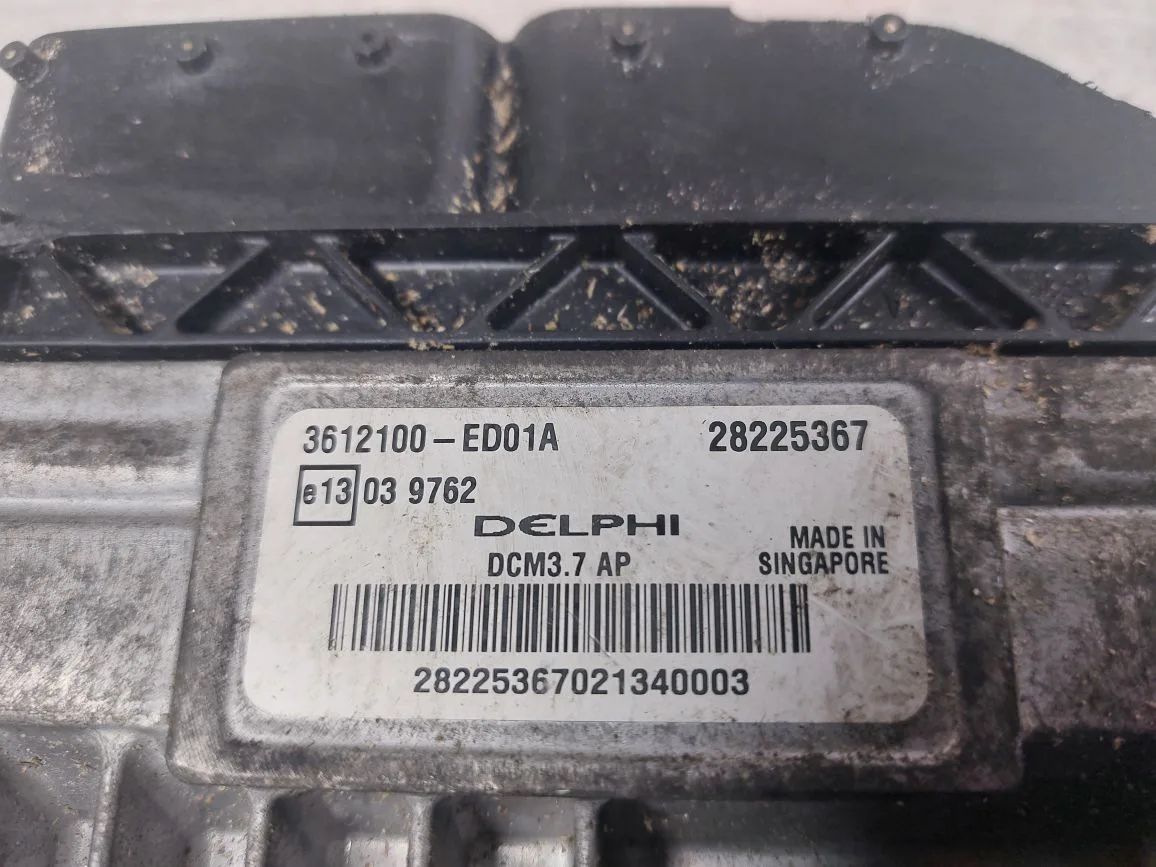 3612100-ED01A 28225367
e13 03 9762
DELPHI
DCM3.7 AP
MADE IN
SINGAPORE
28225367021340003